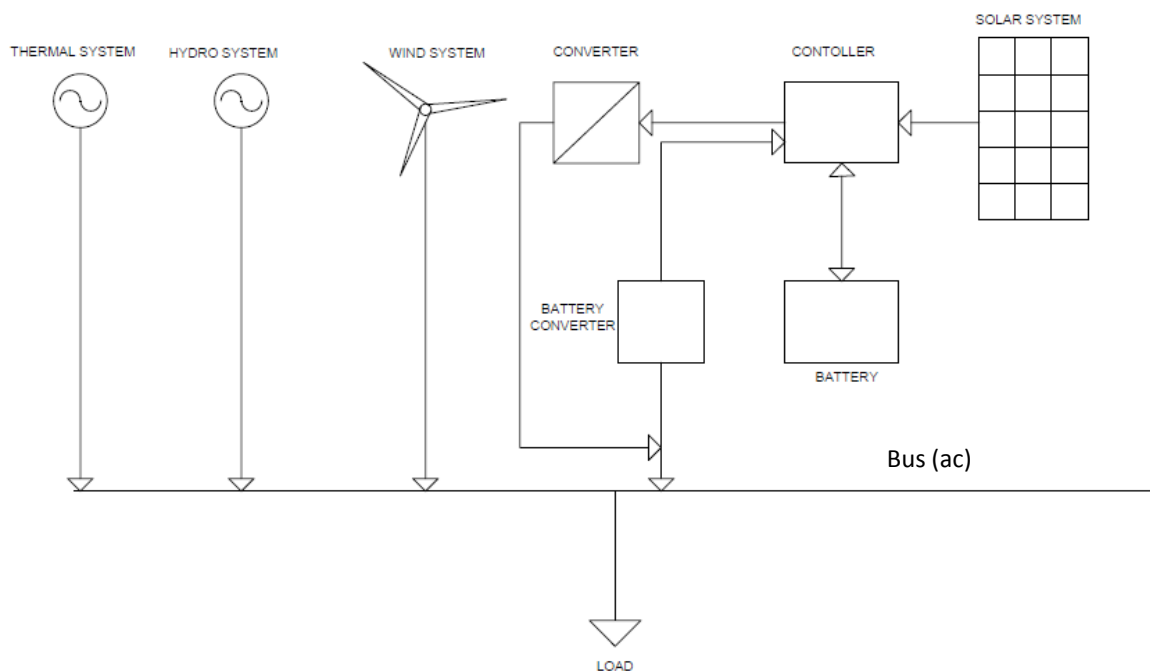 SOLAR SYSTEM
THERMAL SYSTEM
HYDRO SYSTEM
WIND SYSTEM
CONVERTER
CONTOLLER
BATTERY
CONVERTER
BATTERY
Bus (ac)
LOAD